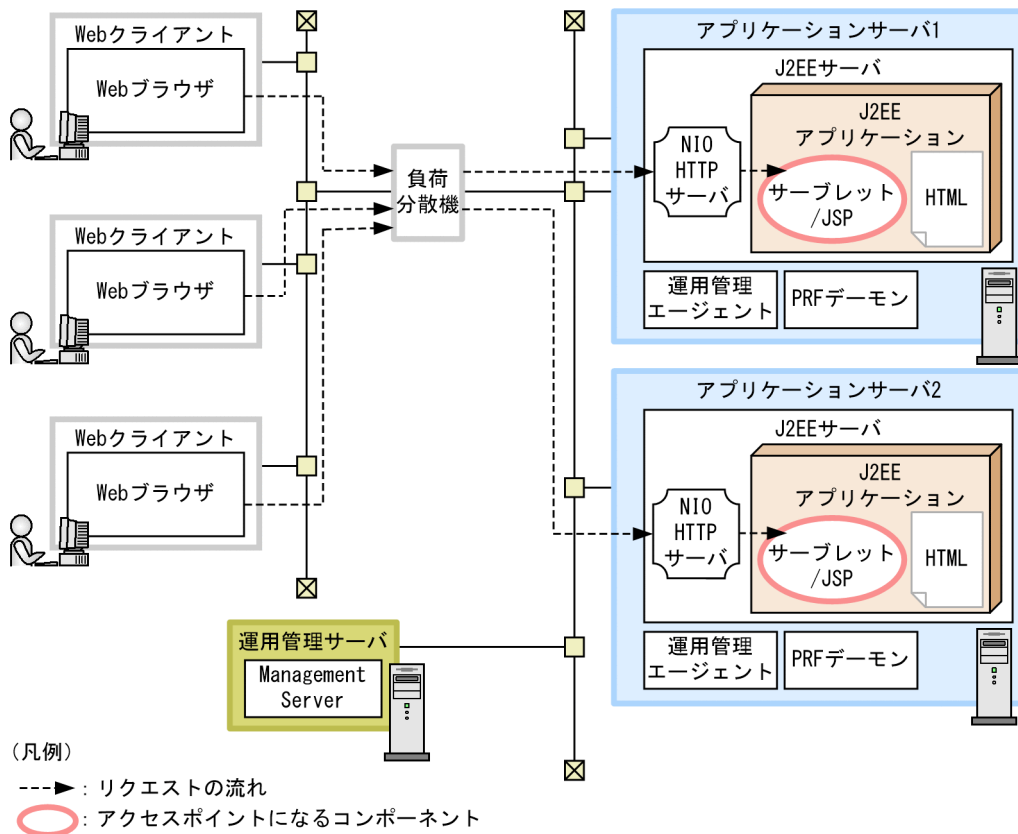 Webクライアント
Webブラウザ
Webクライアント
Webブラウザ
Webクライアント
Webブラウザ
負荷
分散機
アプリケーションサーバ1
J2EEサーバ
J2EE
アプリケーション
NIO
HTTP
サーバ
サーブレット
/JSP
HTML
運用管理
エージェント
PRFデーモン
アプリケーションサーバ2
J2EEサーバ
J2EE
アプリケーション
NIO
HTTP
サーバ
サーブレット
/JSP
HTML
運用管理
エージェント
PRFデーモン
運用管理サーバ
Management
Server
(凡例)
: リクエストの流れ
: アクセスポイントになるコンポーネント